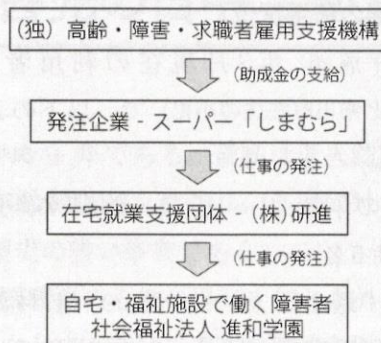 (独)高齢・障害・求職者雇用支援機構
(助成金の支給)
発注企業 - スーパー「しまむら」
(仕事の発注)
在宅就業支援団体 - (株)研進
(仕事の発注)
自宅・福祉施設で働く障害者
社会福祉法人 進和学園